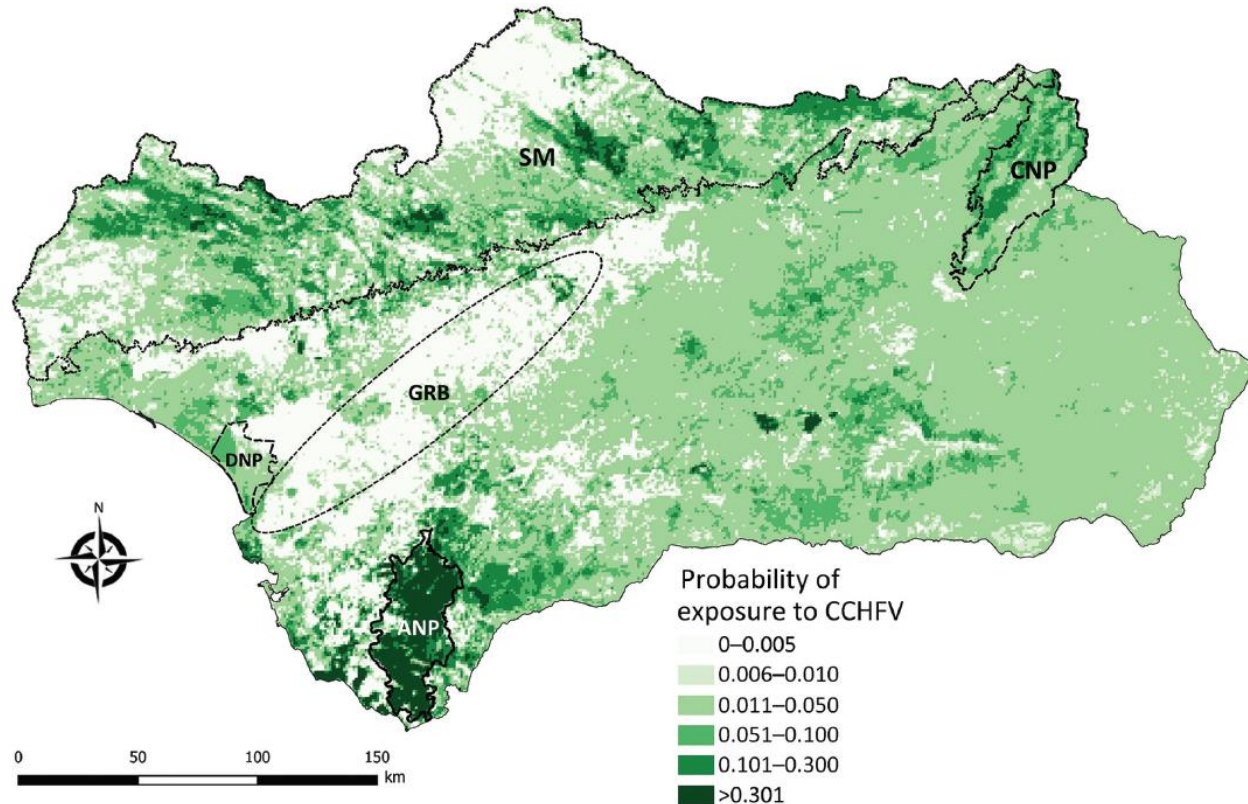 SM
CNP
GRB
DNP
N
ANP
Probability of
exposure to CCHFV
0–0.005
0.006–0.010
0.011–0.050
0.051–0.100
0.101–0.300
>0.301
0 50 100 150
km